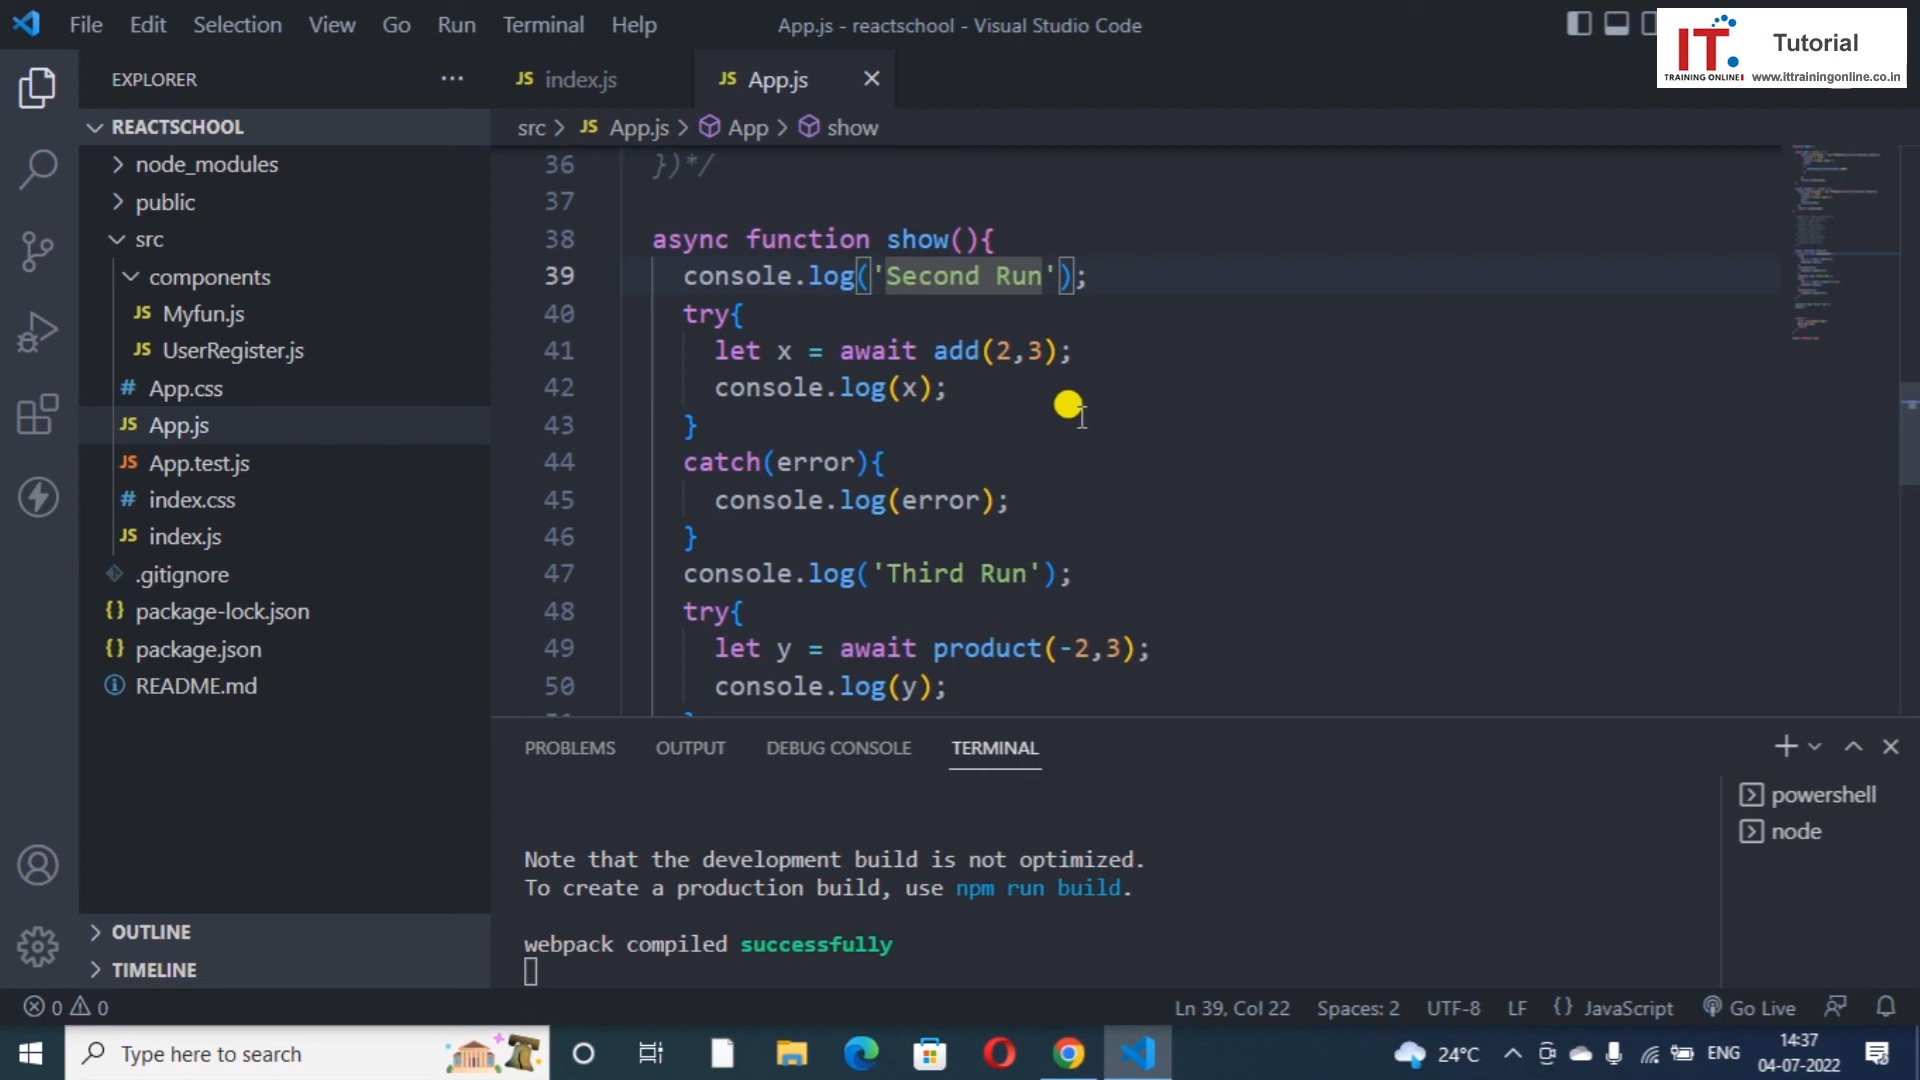 File Edit Selection View Go Run Terminal Help
App.js - reactschool - Visual Studio Code
IT.
TRAINING ONLINE
Tutorial
www.ittrainingonline.co.in
EXPLORER ···
JS index.js
JS App.js ×
REACTSCHOOL
src > JS App.js > App > show
node_modules
public
src
components
JS Myfun.js
JS UserRegister.js
# App.css
JS App.js
JS App.test.js
# index.css
JS index.js
.gitignore
{} package-lock.json
{} package.json
README.md
OUTLINE
TIMELINE
36 })*/
37
38 async function show(){
39 console.log('Second Run');
40 try{
41 let x = await add(2,3);
42 console.log(x);
43 }
44 catch(error){
45 console.log(error);
46 }
47 console.log('Third Run');
48 try{
49 let y = await product(-2,3);
50 console.log(y);
PROBLEMS OUTPUT DEBUG CONSOLE TERMINAL
powershell
node
Note that the development build is not optimized.
To create a production build, use npm run build.
webpack compiled successfully
0 0
Ln 39, Col 22 Spaces: 2 UTF-8 LF {} JavaScript Go Live
Type here to search
24°C ENG
14:37
04-07-2022